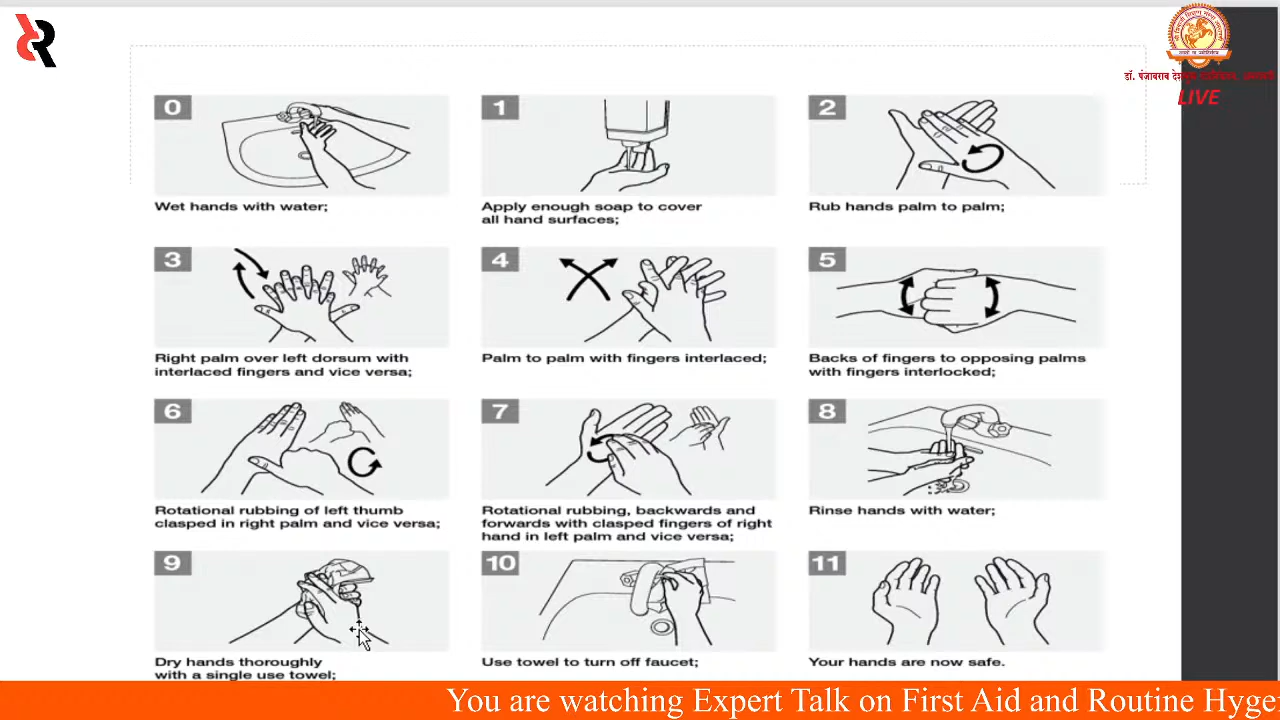 डॉ. पंजाबराव
LIVE
0
Wet hands with water;
1
Apply enough soap to cover
all hand surfaces;
2
Rub hands palm to palm;
3
Right palm over left dorsum with
interlaced fingers and vice versa;
4
Palm to palm with fingers interlaced;
5
Backs of fingers to opposing palms
with fingers interlocked;
6
Rotational rubbing of left thumb
clasped in right palm and vice versa;
7
Rotational rubbing, backwards and
forwards with clasped fingers of right
hand in left palm and vice versa;
8
Rinse hands with water;
9
Dry hands thoroughly
with a single use towel;
10
Use towel to turn off faucet;
11
Your hands are now safe.
You are watching Expert Talk on First Aid and Routine Hyge